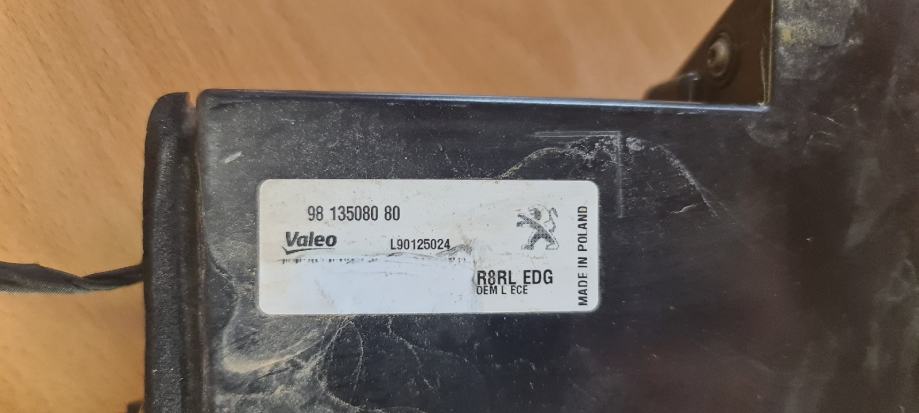 98 135080 80
Valeo
L90125024
R8RL EDG
OEM L ECE
MADE IN POLAND